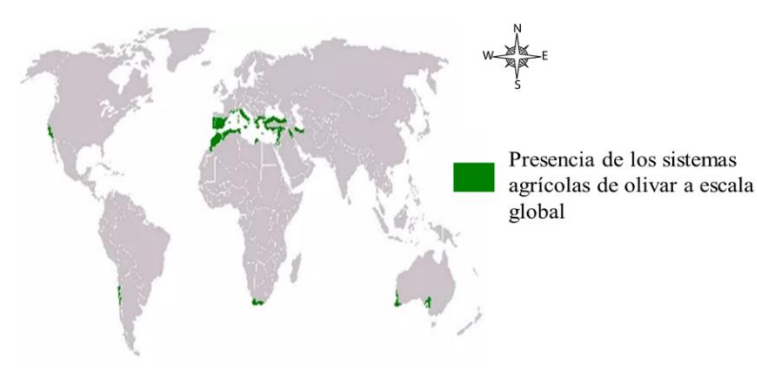 N
W E
S
Presencia de los sistemas
agrícolas de olivar a escala
global